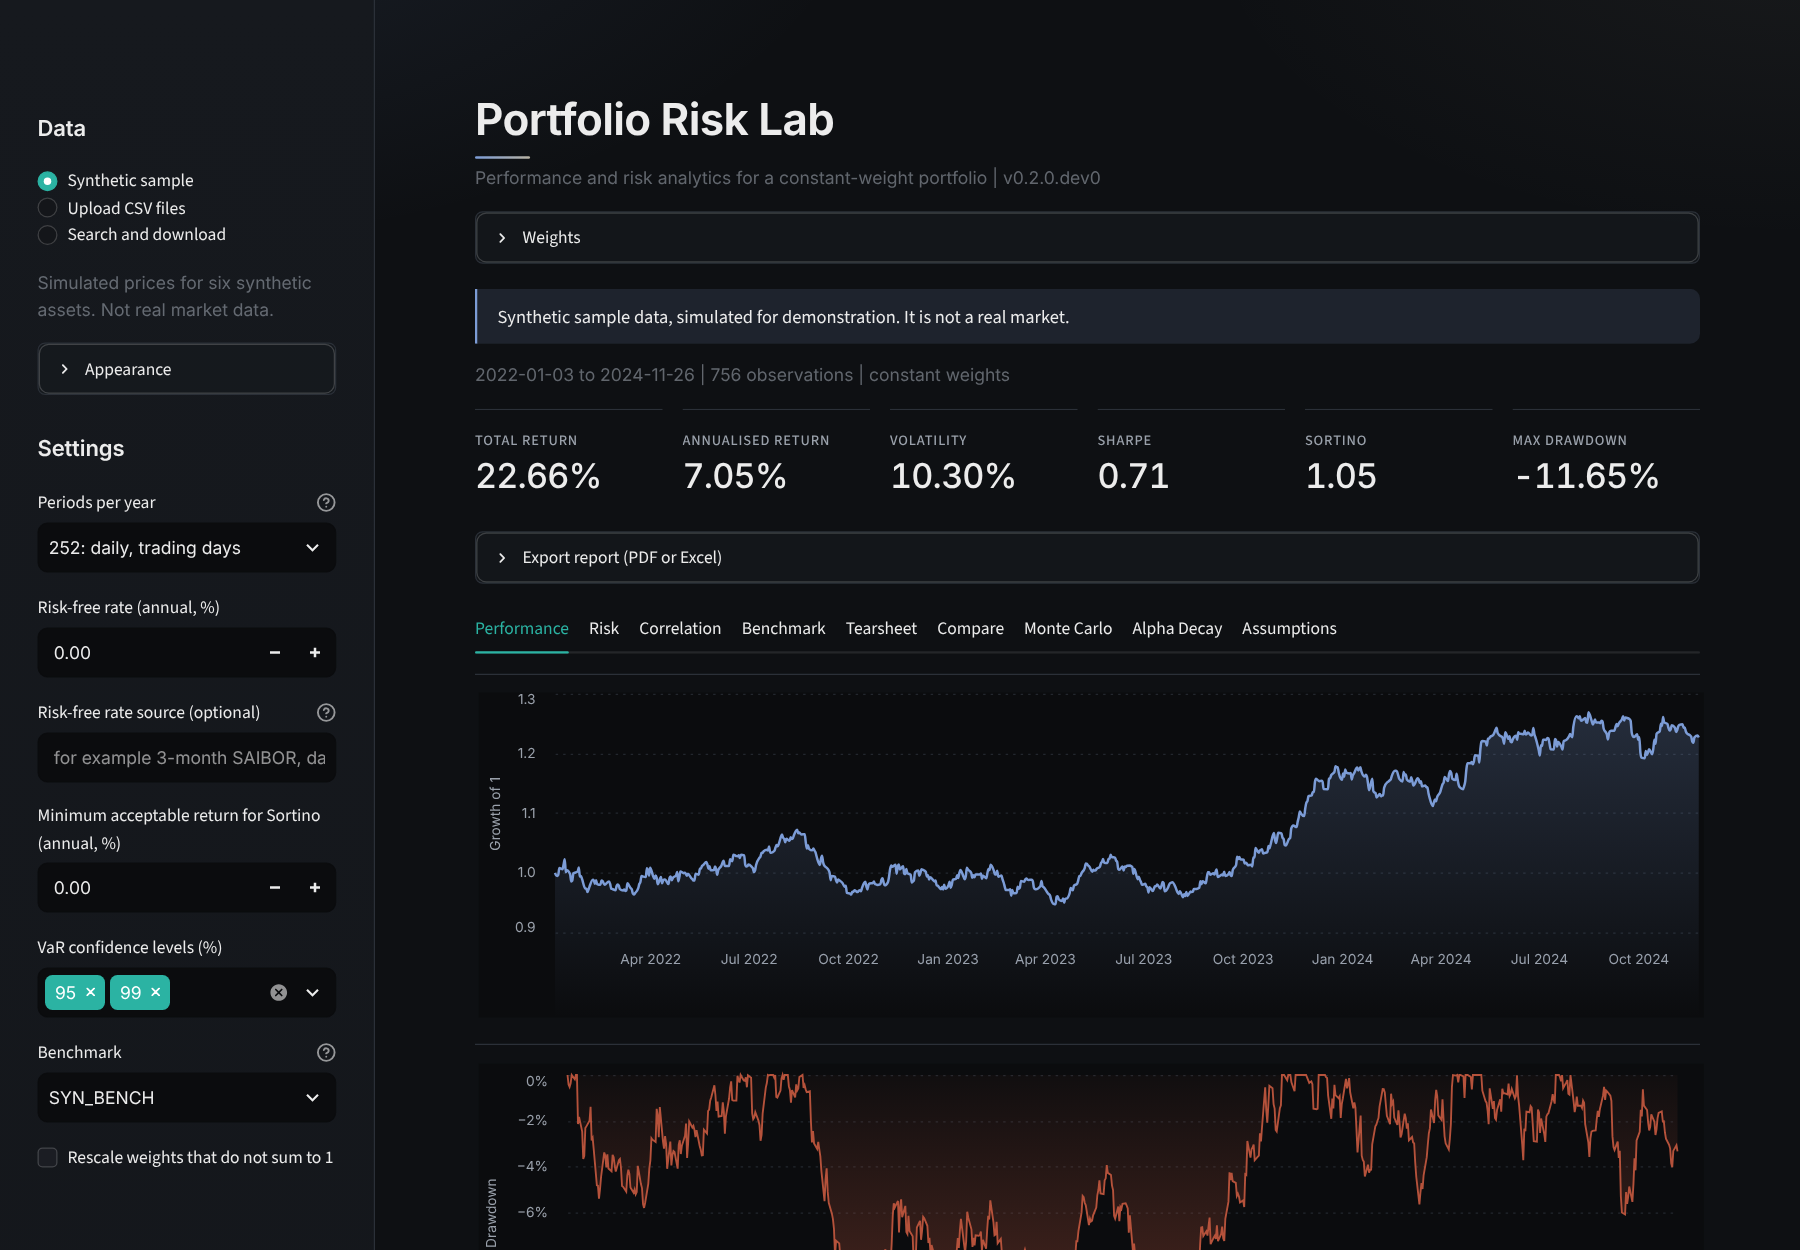 Data
Synthetic sample
Upload CSV files
Search and download
Simulated prices for six synthetic
assets. Not real market data.
Appearance
Settings
Periods per year
252: daily, trading days
Risk-free rate (annual, %)
0.00
Risk-free rate source (optional)
for example 3-month SAIBOR, da
Minimum acceptable return for Sortino
(annual, %)
0.00
VaR confidence levels (%)
95 99
Benchmark
SYN_BENCH
Rescale weights that do not sum to 1
Portfolio Risk Lab
Performance and risk analytics for a constant-weight portfolio | v0.2.0.dev0
Weights
Synthetic sample data, simulated for demonstration. It is not a real market.
2022-01-03 to 2024-11-26 | 756 observations | constant weights
TOTAL RETURN
22.66%
ANNUALISED RETURN
7.05%
VOLATILITY
10.30%
SHARPE
0.71
SORTINO
1.05
MAX DRAWDOWN
-11.65%
Export report (PDF or Excel)
Performance Risk Correlation Benchmark Tearsheet Compare Monte Carlo Alpha Decay Assumptions
Growth of 1
1.3
1.2
1.1
1.0
0.9
Apr 2022 Jul 2022 Oct 2022 Jan 2023 Apr 2023 Jul 2023 Oct 2023 Jan 2024 Apr 2024 Jul 2024 Oct 2024
Drawdown
0%
−2%
−4%
−6%